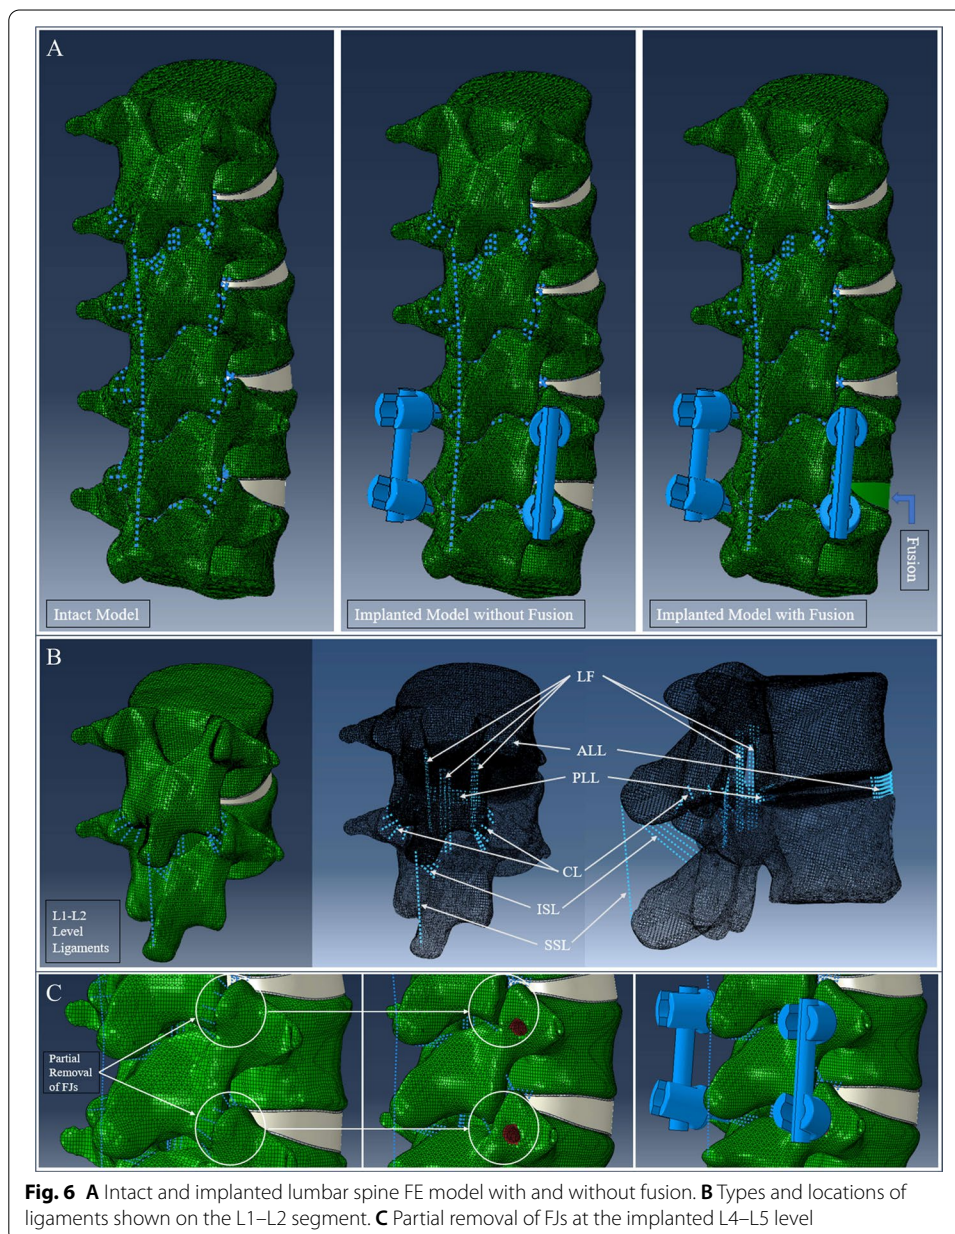 A
Intact Model
Implanted Model without Fusion
Implanted Model with Fusion
Fusion
B
L1-L2
Level
Ligaments
LF
ALL
PLL
CL
ISL
SSL
C
Partial
Removal
of FJs
Fig. 6 A Intact and implanted lumbar spine FE model with and without fusion. B Types and locations of
ligaments shown on the L1–L2 segment. C Partial removal of FJs at the implanted L4–L5 level